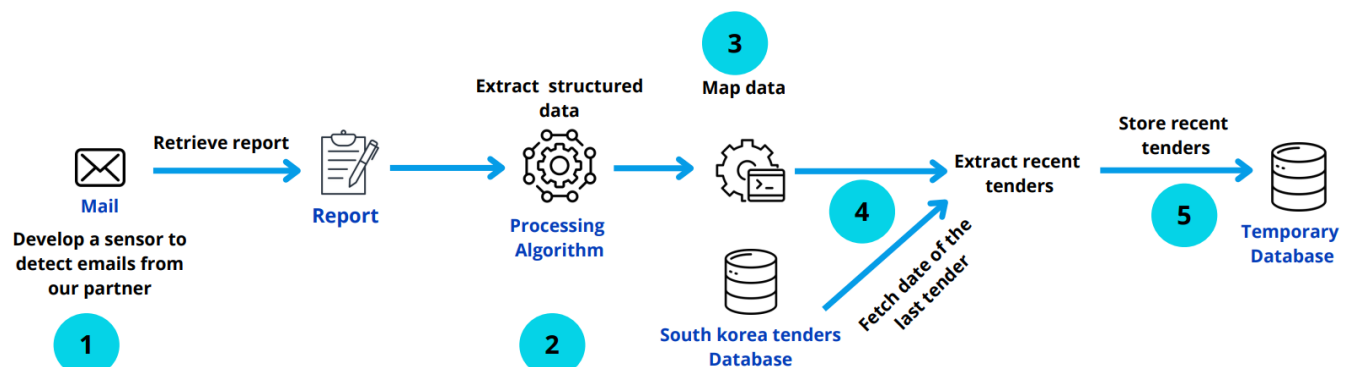 3
Map data
Extract structured
data
Store recent
tenders
Retrieve report
Extract recent
tenders
Mail
Report
Processing
Algorithm
4
5
Temporary
Database
Develop a sensor to
detect emails from
our partner
Fetch date of the
last tender
South korea tenders
Database
1
2